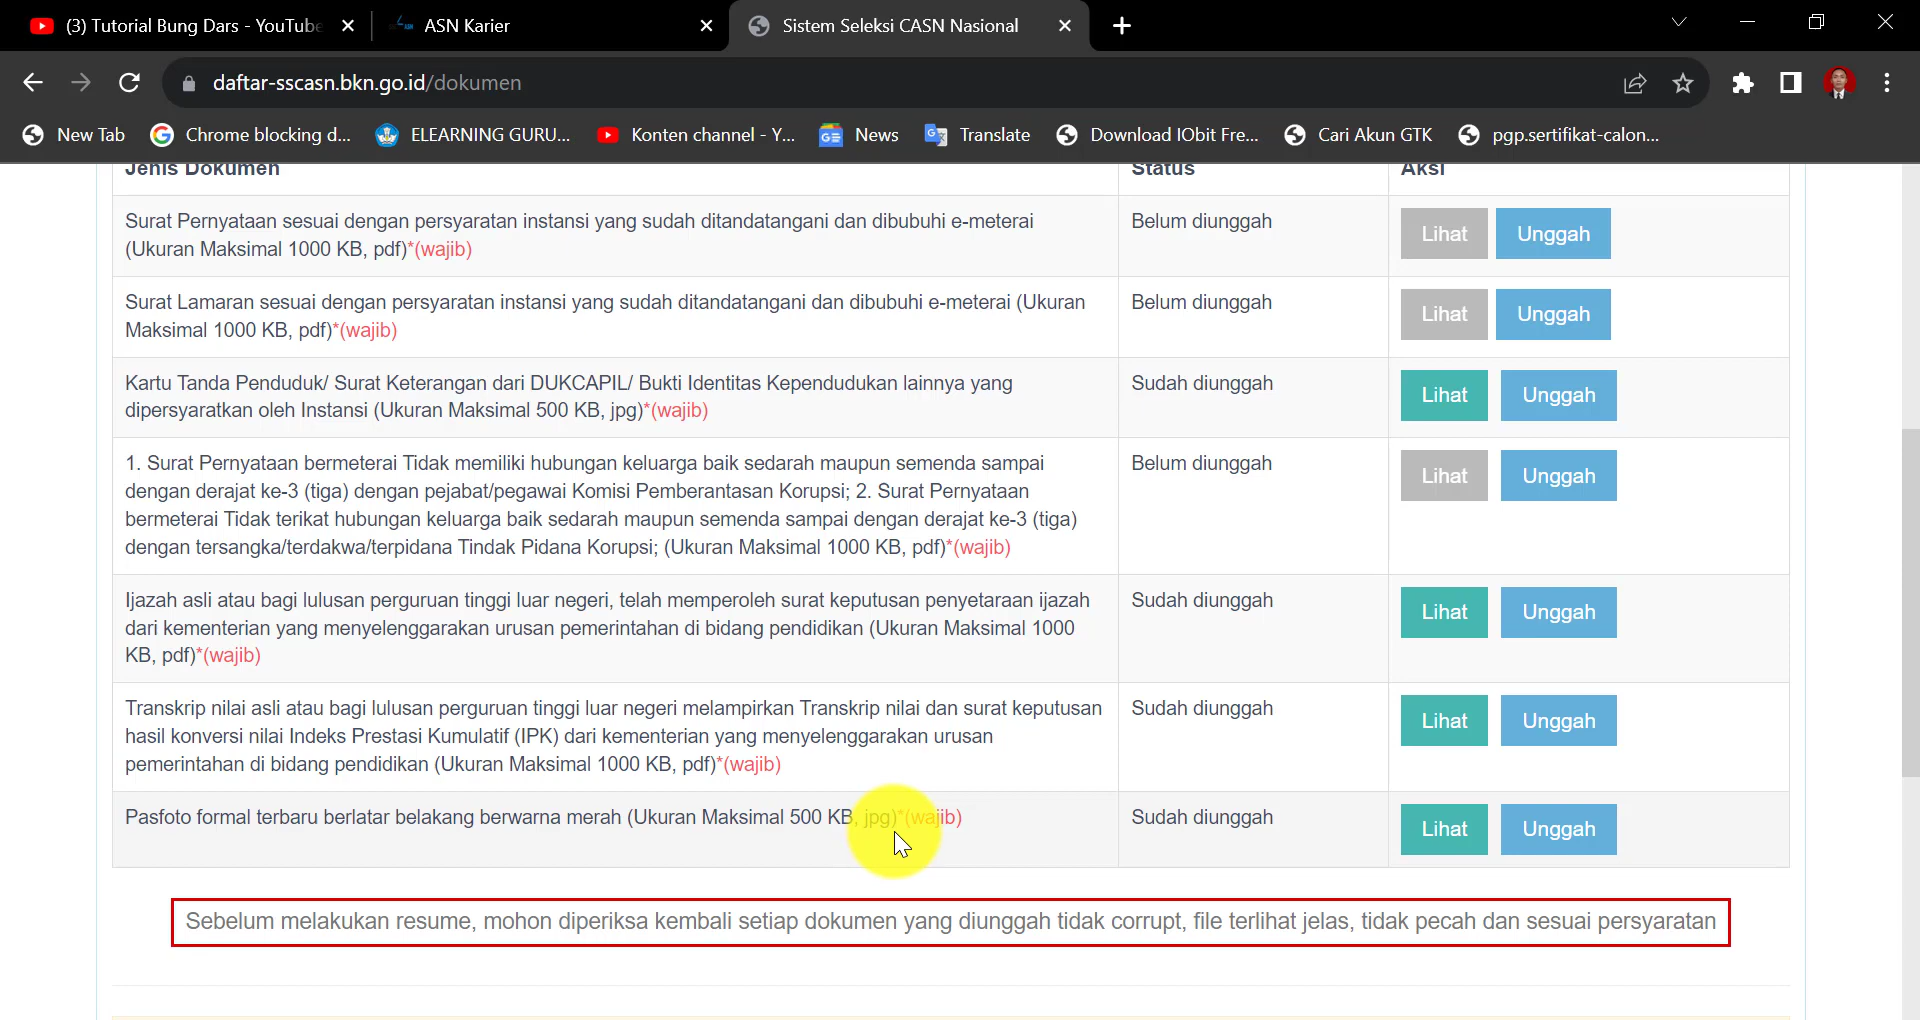 (3) Tutorial Bung Dars - YouTube
ASN Karier
Sistem Seleksi CASN Nasional
daftar-sscasn.bkn.go.id/dokumen
New Tab
Chrome blocking d...
ELEARNING GURU...
Konten channel - Y...
News
Translate
Download IObit Fre...
Cari Akun GTK
pgp.sertifikat-calon...
Jenis Dokumen
Status
Aksi
Surat Pernyataan sesuai dengan persyaratan instansi yang sudah ditandatangani dan dibubuhi e-meterai
(Ukuran Maksimal 1000 KB, pdf)*(wajib)
Belum diunggah
Lihat
Unggah
Surat Lamaran sesuai dengan persyaratan instansi yang sudah ditandatangani dan dibubuhi e-meterai (Ukuran
Maksimal 1000 KB, pdf)*(wajib)
Belum diunggah
Lihat
Unggah
Kartu Tanda Penduduk/ Surat Keterangan dari DUKCAPIL/ Bukti Identitas Kependudukan lainnya yang
dipersyaratkan oleh Instansi (Ukuran Maksimal 500 KB, jpg)*(wajib)
Sudah diunggah
Lihat
Unggah
1. Surat Pernyataan bermeterai Tidak memiliki hubungan keluarga baik sedarah maupun semenda sampai
dengan derajat ke-3 (tiga) dengan pejabat/pegawai Komisi Pemberantasan Korupsi; 2. Surat Pernyataan
bermeterai Tidak terikat hubungan keluarga baik sedarah maupun semenda sampai dengan derajat ke-3 (tiga)
dengan tersangka/terdakwa/terpidana Tindak Pidana Korupsi; (Ukuran Maksimal 1000 KB, pdf)*(wajib)
Belum diunggah
Lihat
Unggah
Ijazah asli atau bagi lulusan perguruan tinggi luar negeri, telah memperoleh surat keputusan penyetaraan ijazah
dari kementerian yang menyelenggarakan urusan pemerintahan di bidang pendidikan (Ukuran Maksimal 1000
KB, pdf)*(wajib)
Sudah diunggah
Lihat
Unggah
Transkrip nilai asli atau bagi lulusan perguruan tinggi luar negeri melampirkan Transkrip nilai dan surat keputusan
hasil konversi nilai Indeks Prestasi Kumulatif (IPK) dari kementerian yang menyelenggarakan urusan
pemerintahan di bidang pendidikan (Ukuran Maksimal 1000 KB, pdf)*(wajib)
Sudah diunggah
Lihat
Unggah
Pasfoto formal terbaru berlatar belakang berwarna merah (Ukuran Maksimal 500 KB, jpg)*(wajib)
Sudah diunggah
Lihat
Unggah
Sebelum melakukan resume, mohon diperiksa kembali setiap dokumen yang diunggah tidak corrupt, file terlihat jelas, tidak pecah dan sesuai persyaratan